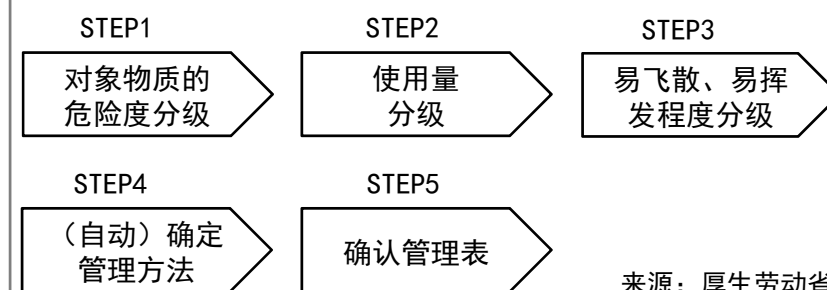 STEP1
STEP2
STEP3
对象物质的
危险度分级
使用量
分级
易飞散、易挥
发程度分级
STEP4
STEP5
（自动）确定
管理方法
确认管理表
来源：厚生劳动省